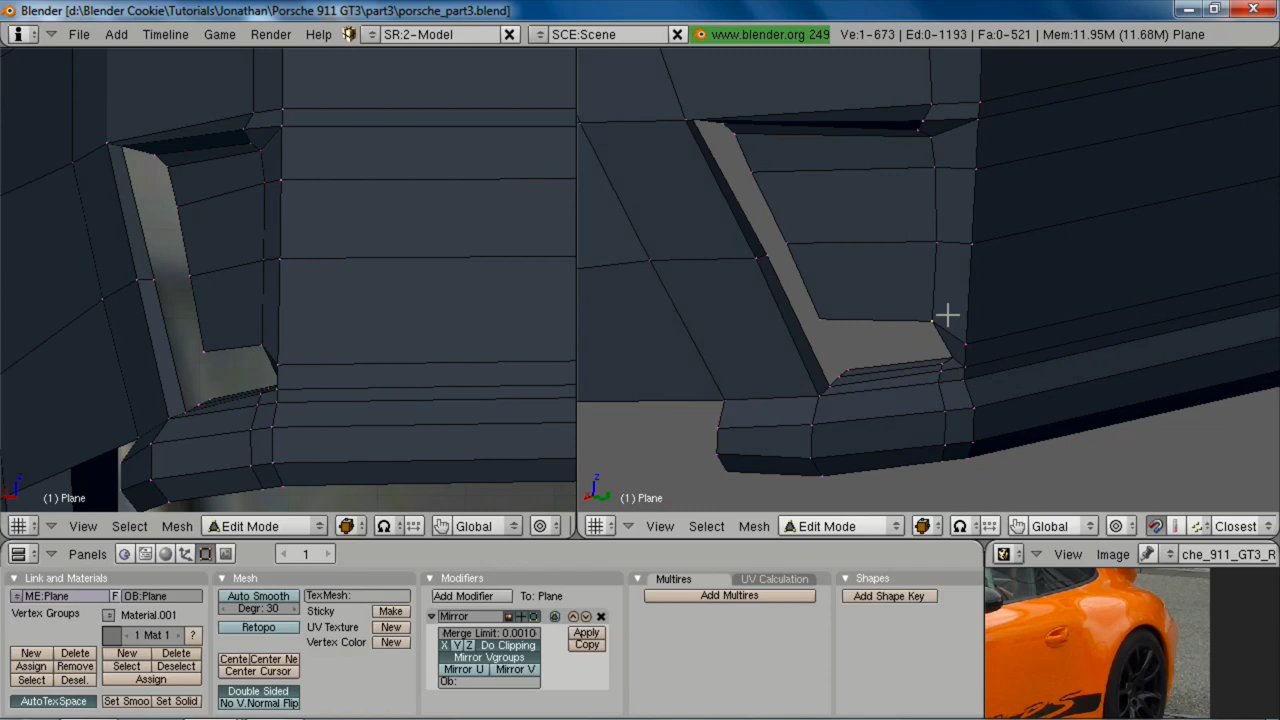 Blender [d:\Blender Cookie\Tutorials\Jonathan\Porsche 911 GT3\part3\porsche_part3.blend]
File Add Timeline Game Render Help SR:2-Model SCE:Scene www.blender.org 249 Ve:1-673 | Ed:0-1193 | Fa:0-521 | Mem:11.95M (11.68M) Plane
z
x
(1) Plane
z
x
(1) Plane
View Select Mesh Edit Mode Global
View Select Mesh Edit Mode Global Closest
Panels 1
View Image che_911_GT3_R
Link and Materials
ME:Plane F OB:Plane
Vertex Groups
Material.001
1 Mat 1 ?
New Delete New Delete
Assign Remove Select Deselect
Select Desel. Assign
AutoTexSpace Set Smoo Set Solid
Mesh
Auto Smooth
Degr: 30
Retopo
Cente Center Ne
Center Cursor
Double Sided
No V.Normal Flip
TexMesh:
Sticky Make
UV Texture New
Vertex Color New
Modifiers
Add Modifier To: Plane
Mirror
Merge Limit: 0.0010 Apply
X Y Z Do Clipping Copy
Mirror Vgroups
Mirror U Mirror V
Ob:
Multires UV Calculation
Add Multires
Shapes
Add Shape Key